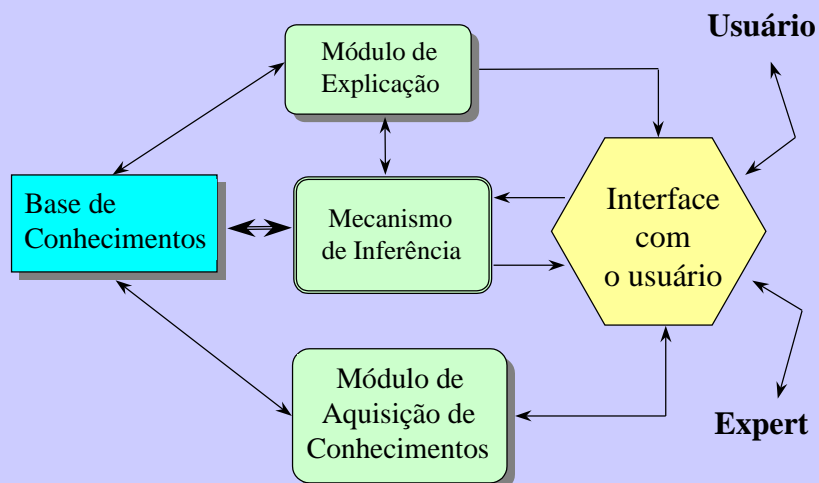 Usuário
Módulo de
Explicação
Base de
Conhecimentos
Mecanismo
de Inferência
Interface
com
o usuário
Módulo de
Aquisição de
Conhecimentos
Expert